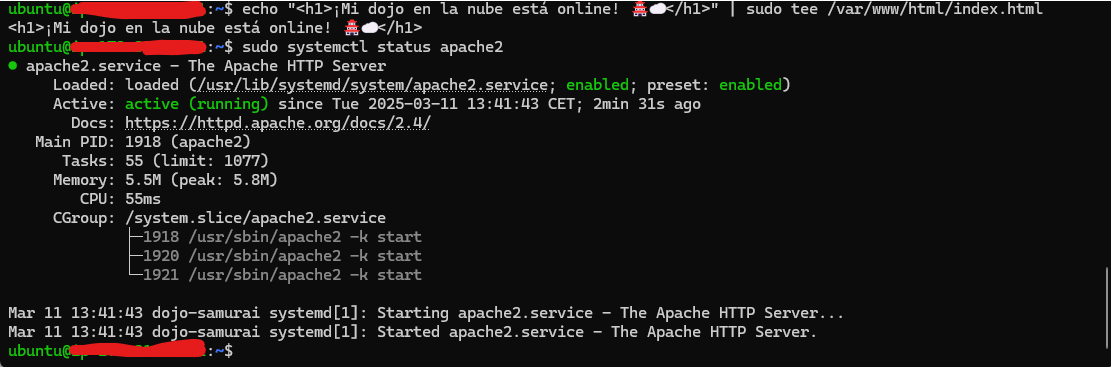 ubuntu@:~$ echo "<h1>¡Mi dojo en la nube está online! 🏯☁️</h1>" | sudo tee /var/www/html/index.html
<h1>¡Mi dojo en la nube está online! 🏯☁️</h1>
ubuntu@:~$ sudo systemctl status apache2
● apache2.service - The Apache HTTP Server
Loaded: loaded (/usr/lib/systemd/system/apache2.service; enabled; preset: enabled)
Active: active (running) since Tue 2025-03-11 13:41:43 CET; 2min 31s ago
Docs: https://httpd.apache.org/docs/2.4/
Main PID: 1918 (apache2)
Tasks: 55 (limit: 1077)
Memory: 5.5M (peak: 5.8M)
CPU: 55ms
CGroup: /system.slice/apache2.service
├─1918 /usr/sbin/apache2 -k start
├─1920 /usr/sbin/apache2 -k start
└─1921 /usr/sbin/apache2 -k start
Mar 11 13:41:43 dojo-samurai systemd[1]: Starting apache2.service - The Apache HTTP Server...
Mar 11 13:41:43 dojo-samurai systemd[1]: Started apache2.service - The Apache HTTP Server.
ubuntu@:~$